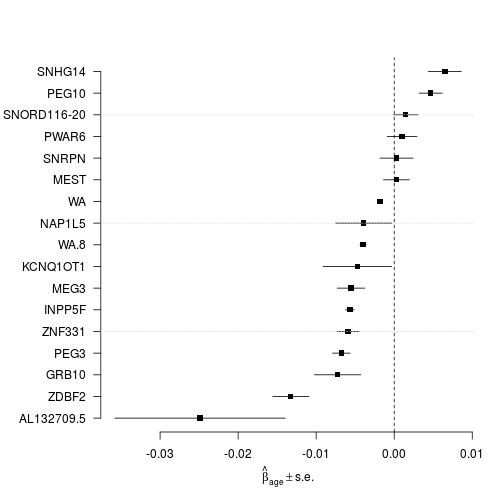 SNHG14
PEG10
SNORD116-20
PWAR6
SNRPN
MEST
WA
NAP1L5
WA.8
KCNQ1OT1
MEG3
INPP5F
ZNF331
PEG3
GRB10
ZDBF2
AL132709.5
-0.03 -0.02 -0.01 0.00 0.01
β̂age ± s.e.